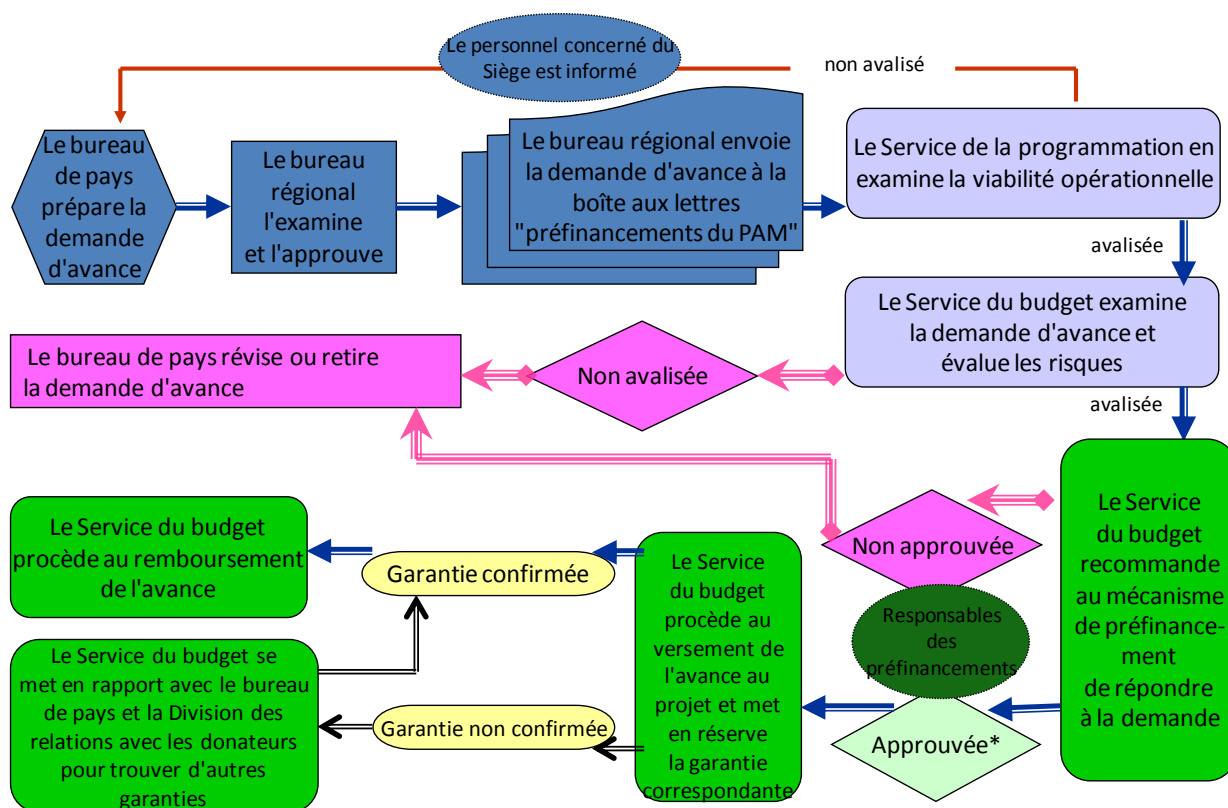 Le personnel concerné du
Siège est informé
non avalisé
Le bureau
de pays
prépare la
demande
d'avance
Le bureau
régional
l'examine
et l'approuve
Le bureau régional envoie
la demande d'avance à la
boîte aux lettres
"préfinancements du PAM"
Le Service de la programmation en
examine la viabilité opérationnelle
avalisée
Le Service du budget examine
la demande d'avance et
évalue les risques
Non avalisée
Le bureau de pays révise ou retire
la demande d'avance
avalisée
Le Service
du budget
recommande
au mécanisme
de préfinance-
ment
de répondre
à la demande
Non approuvée
Responsables
des
préfinancements
Approuvée*
Le Service
du budget
procède au
versement de
l'avance au
projet et met
en réserve
la garantie
correspondante
Garantie confirmée
Le Service du budget
procède au remboursement
de l'avance
Garantie non confirmée
Le Service du budget se
met en rapport avec le bureau
de pays et la Division des
relations avec les donateurs
pour trouver d'autres
garanties